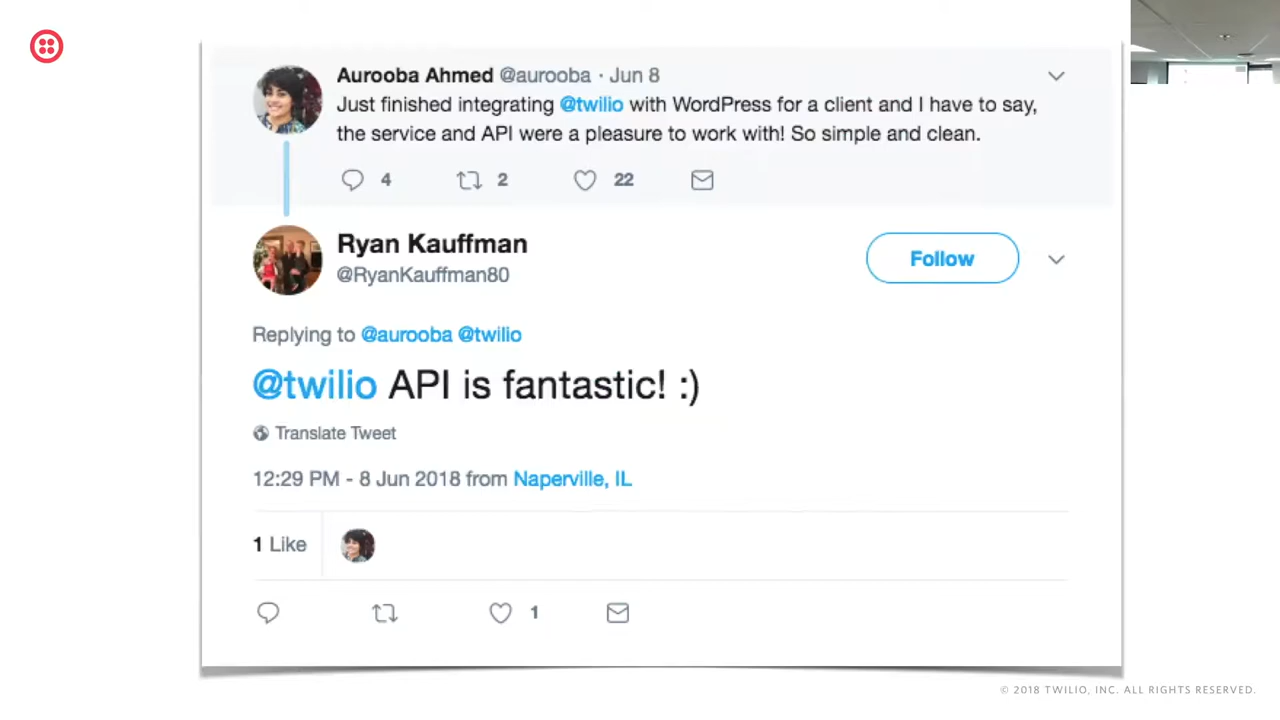 Aurooba Ahmed @aurooba · Jun 8
Just finished integrating @twilio with WordPress for a client and I have to say,
the service and API were a pleasure to work with! So simple and clean.
4 2 22
Ryan Kauffman
@RyanKauffman80
Follow
Replying to @aurooba @twilio
@twilio API is fantastic! :)
Translate Tweet
12:29 PM - 8 Jun 2018 from Naperville, IL
1 Like
1
© 2018 TWILIO, INC. ALL RIGHTS RESERVED.